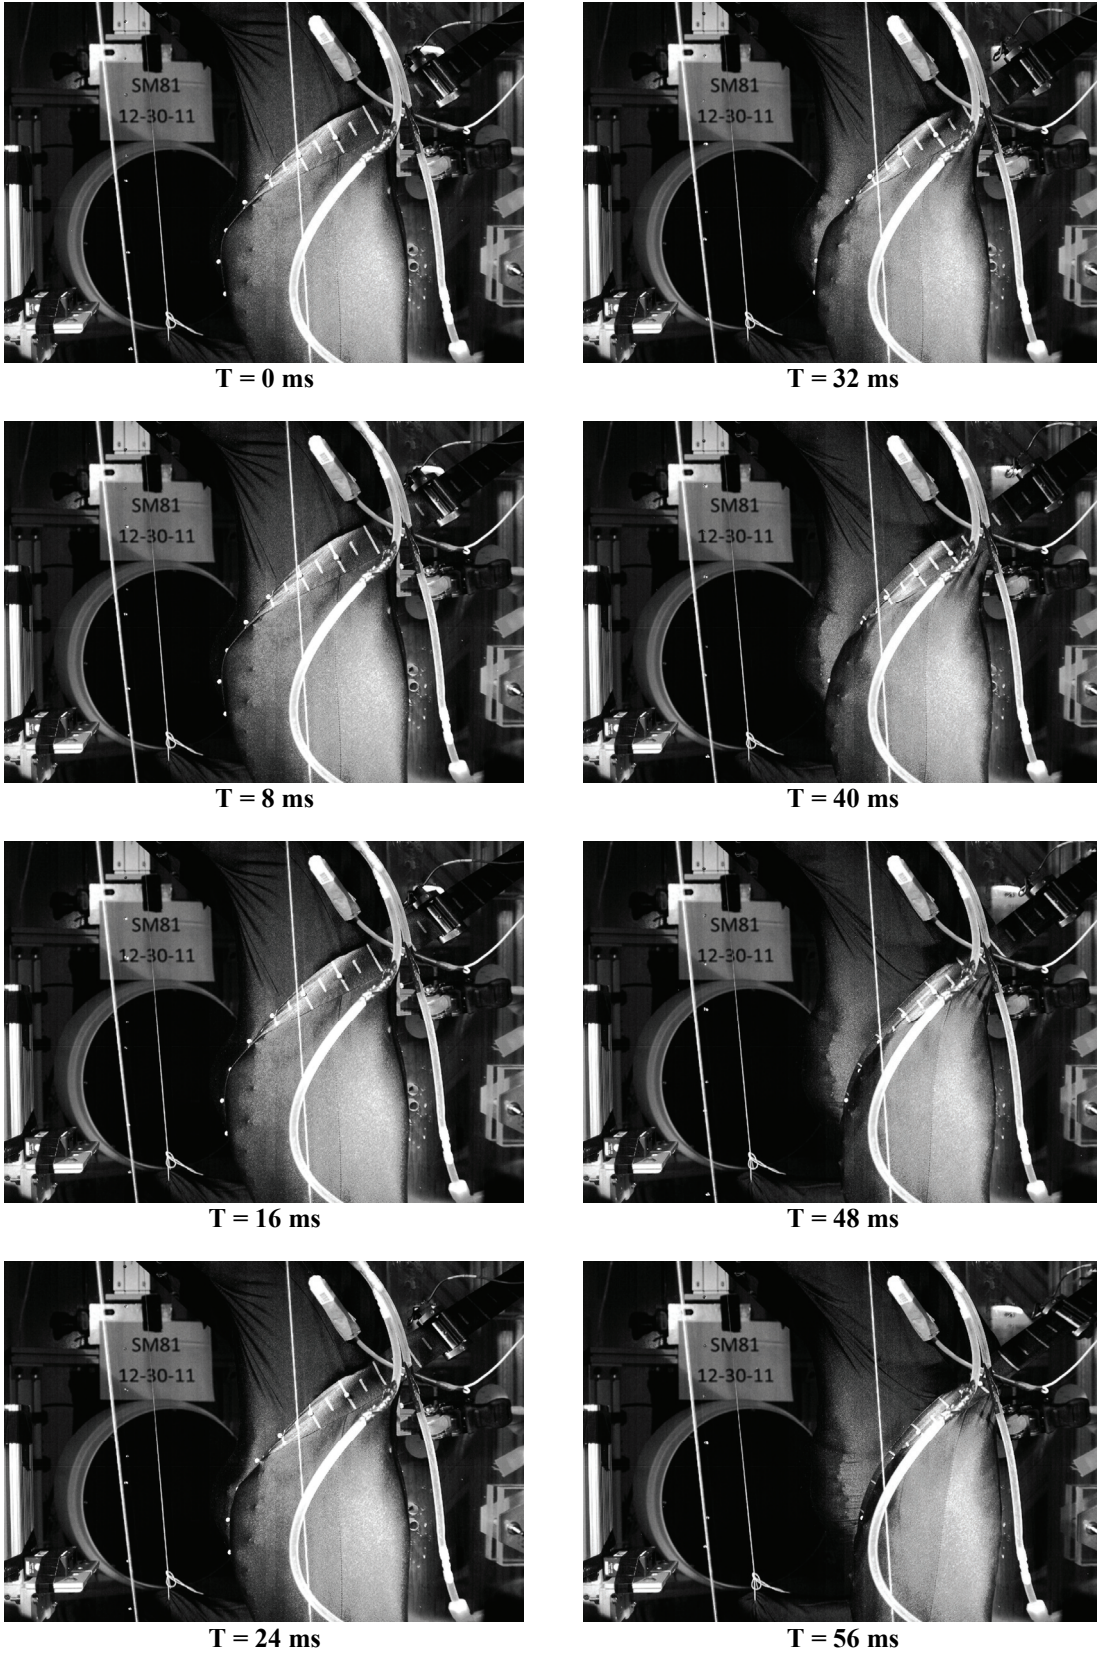 SM81
12-30-11
T = 0 ms
SM81
12-30-11
T = 32 ms
SM81
12-30-11
T = 8 ms
SM81
12-30-11
T = 40 ms
SM81
12-30-11
T = 16 ms
SM81
12-30-11
T = 48 ms
SM81
12-30-11
T = 24 ms
SM81
12-30-11
T = 56 ms